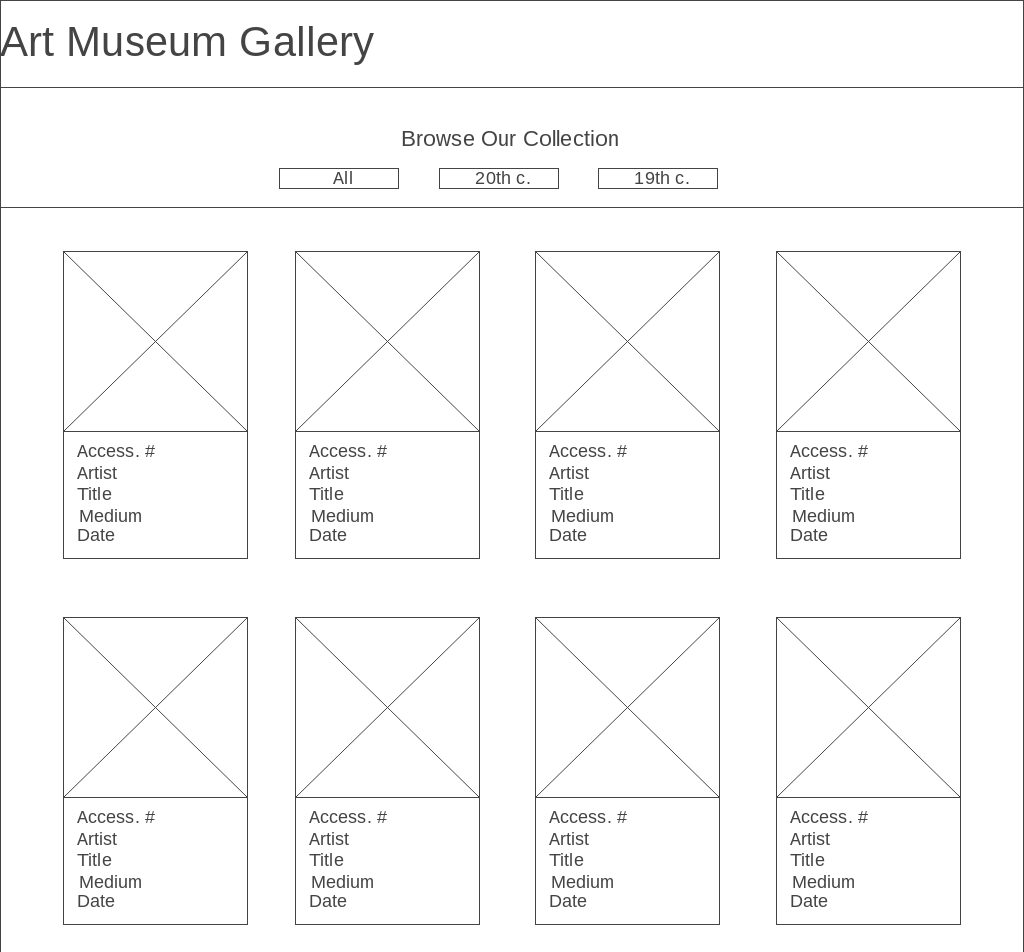 Art Museum Gallery
Browse Our Collection
All 20th c. 19th c.
Access. # Access. # Access. # Access. #
Artist Artist Artist Artist
Title Title Title Title
Medium Medium Medium Medium
Date Date Date Date
Access. # Access. # Access. # Access. #
Artist Artist Artist Artist
Title Title Title Title
Medium Medium Medium Medium
Date Date Date Date